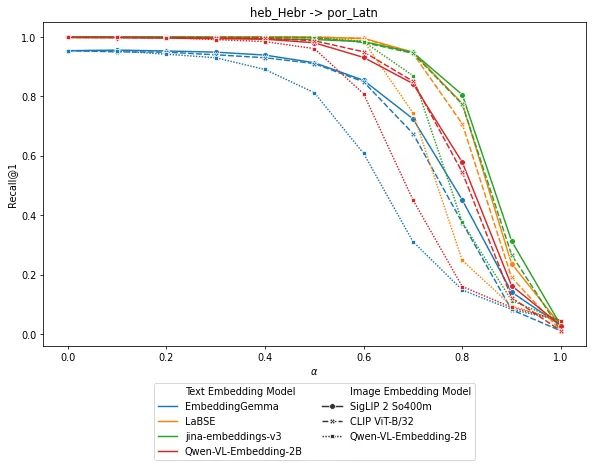 heb_Hebr -> por_Latn
Recall@1
1.0
0.8
0.6
0.4
0.2
0.0
0.0
0.2
0.4
0.6
0.8
1.0
α
Text Embedding Model
EmbeddingGemma
LaBSE
jina-embeddings-v3
Qwen-VL-Embedding-2B
Image Embedding Model
SigLIP 2 So400m
CLIP ViT-B/32
Qwen-VL-Embedding-2B